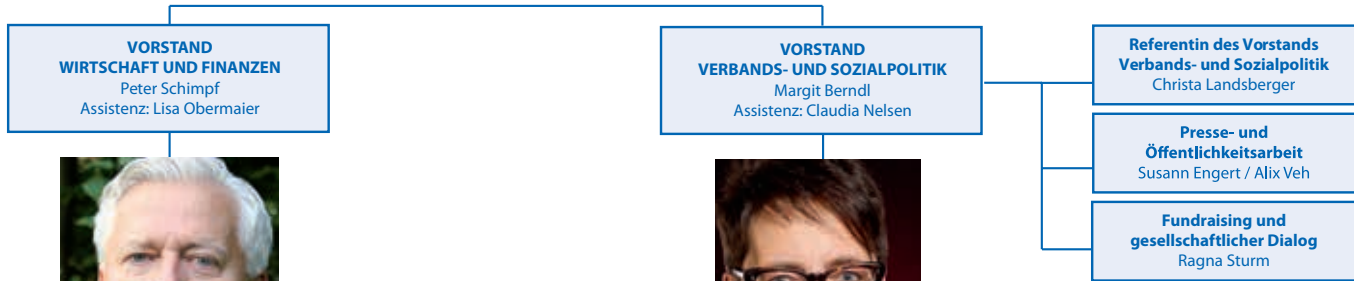 VORSTAND
WIRTSCHAFT UND FINANZEN
Peter Schimpf
Assistenz: Lisa Obermaier
VORSTAND
VERBANDS- UND SOZIALPOLITIK
Margit Berndl
Assistenz: Claudia Nelsen
Referentin des Vorstands
Verbands- und Sozialpolitik
Christa Landsberger
Presse- und
Öffentlichkeitsarbeit
Susann Engert / Alix Veh
Fundraising und
gesellschaftlicher Dialog
Ragna Sturm